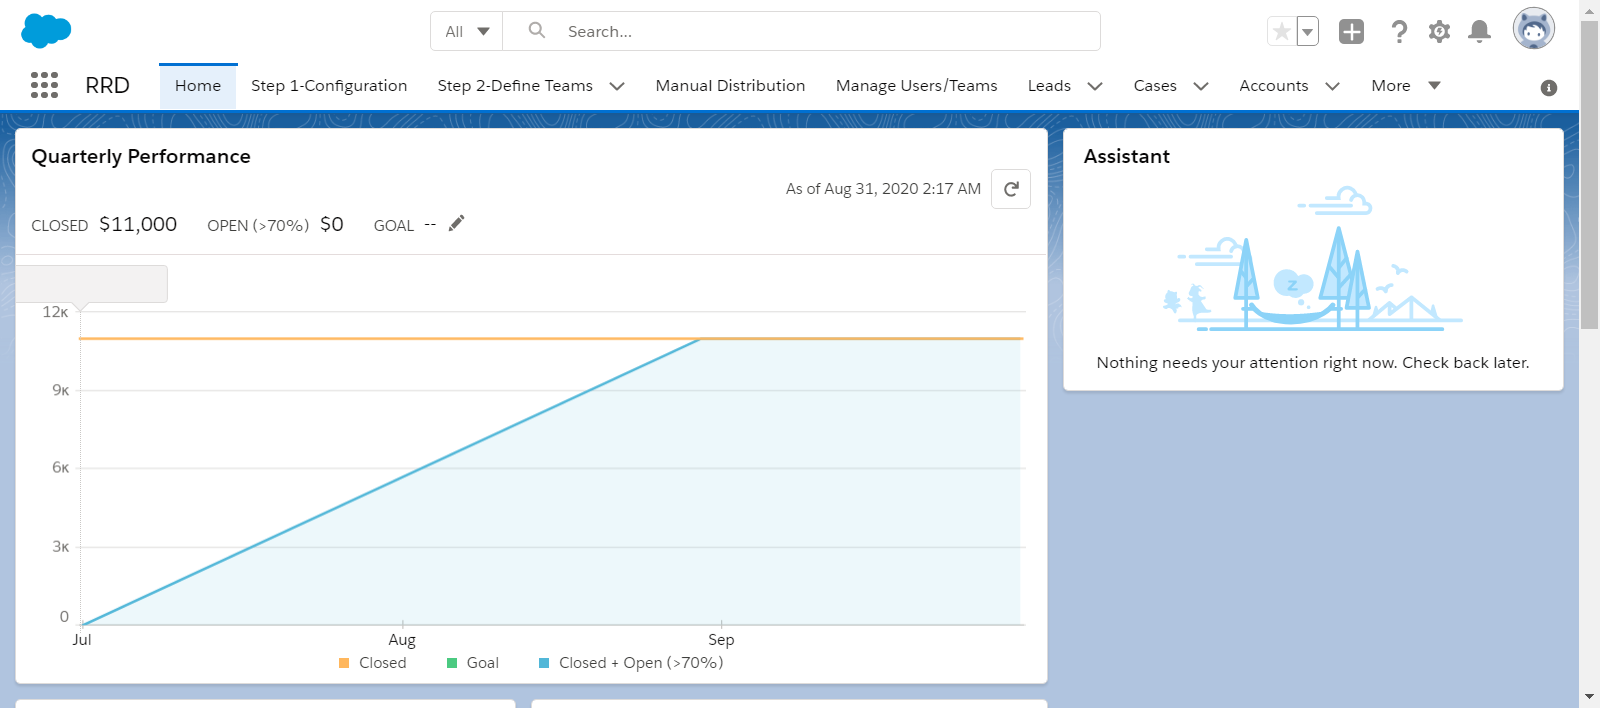 All
Search...
RRD
Home
Step 1-Configuration
Step 2-Define Teams
Manual Distribution
Manage Users/Teams
Leads
Cases
Accounts
More
Quarterly Performance
As of Aug 31, 2020 2:17 AM
CLOSED $11,000 OPEN (>70%) $0 GOAL --
12K
9K
6K
3K
0
Jul Aug Sep
Closed Goal Closed + Open (>70%)
Assistant
z
Nothing needs your attention right now. Check back later.